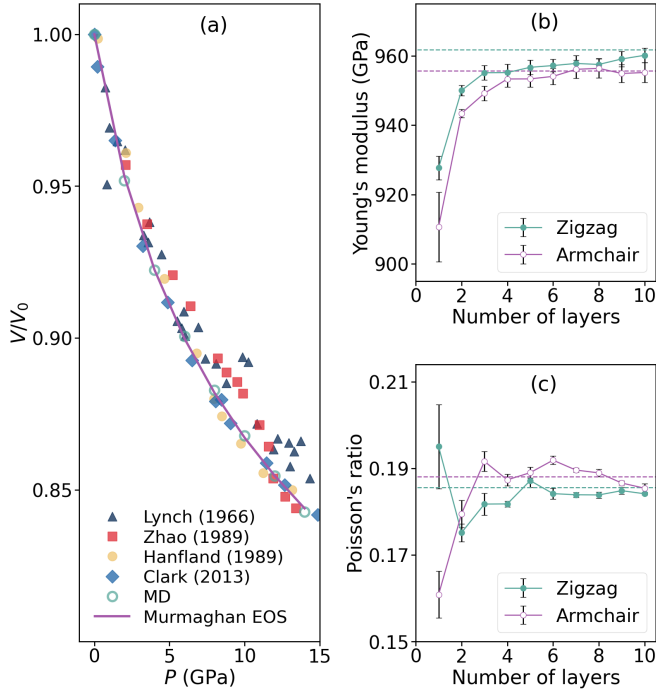 (a)
1.00
0.95
0.90
0.85
V/V0
Lynch (1966)
Zhao (1989)
Hanfland (1989)
Clark (2013)
MD
Murmaghan EOS
0 5 10 15
P (GPa)
(b)
960
940
920
900
Young's modulus (GPa)
Zigzag
Armchair
0 2 4 6 8 10
Number of layers
(c)
0.21
0.19
0.17
0.15
Poisson's ratio
Zigzag
Armchair
0 2 4 6 8 10
Number of layers